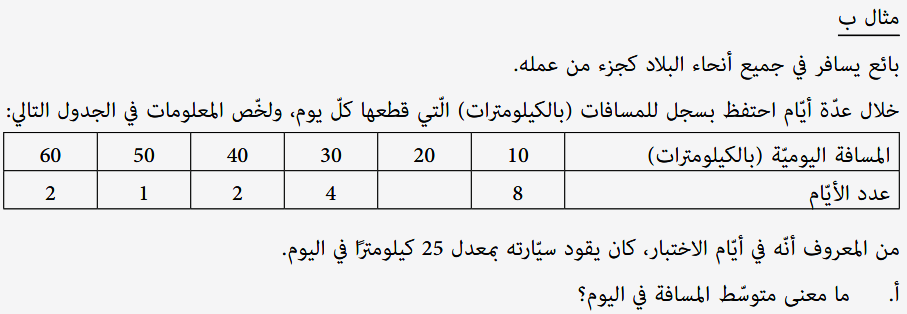 مثال ب
بائع يسافر في جميع أنحاء البلاد كجزء من عمله.
خلال عدّة أيّام احتفظ بسجل للمسافات (بالكيلومترات) الّتي قطعها كلّ يوم، ولخّص المعلومات في الجدول التالي:
المسافة اليوميّة (بالكيلومترات) 10 20 30 40 50 60
عدد الأيّام 8 4 2 1 2
من المعروف أنّه في أيّام الاختبار، كان يقود سيّارته بمعدل 25 كيلومترًا في اليوم.
أ. ما معنى متوسّط المسافة في اليوم؟